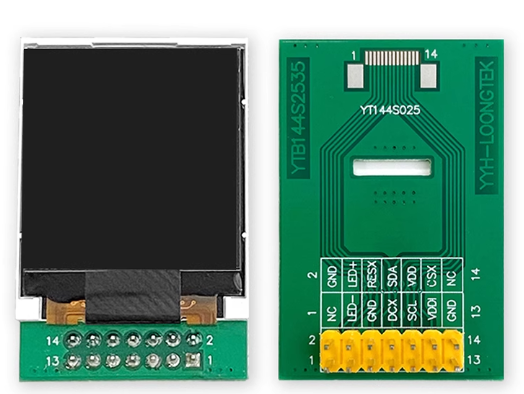 14 2
13 1
1 14
YT144S025
YTB144S2535
YYH-LOONGTEK
2 GND LED+ RESX SDA VDD CSX NC 14
1 NC LED- GND DCX SCL VDDI GND 13
2 14
1 13